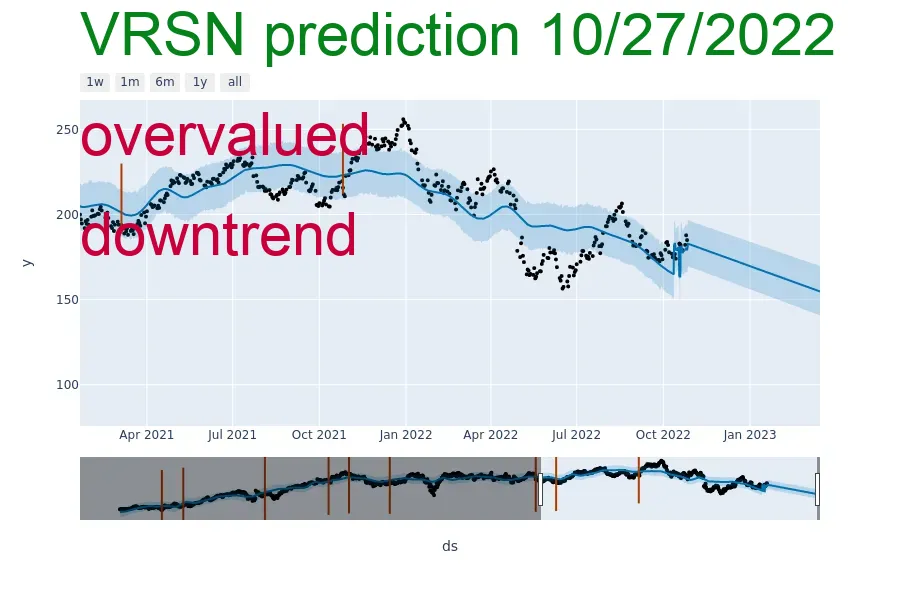 VRSN prediction 10/27/2022
1w 1m 6m 1y all
overvalued
downtrend
250
200
150
100
y
Apr 2021 Jul 2021 Oct 2021 Jan 2022 Apr 2022 Jul 2022 Oct 2022 Jan 2023
ds